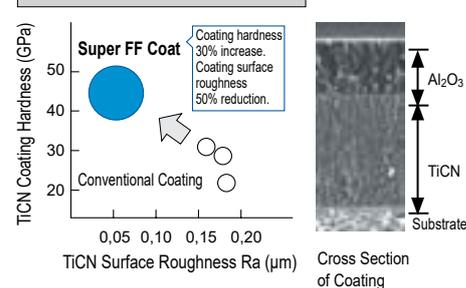 TiCN Coating Hardness (GPa)
Super FF Coat
Coating hardness
30% increase.
Coating surface
roughness
50% reduction.
50
40
30
20
Conventional Coating
0,05 0,10 0,15 0,20
TiCN Surface Roughness Ra (µm)
Al₂O₃
TiCN
Substrate
Cross Section
of Coating